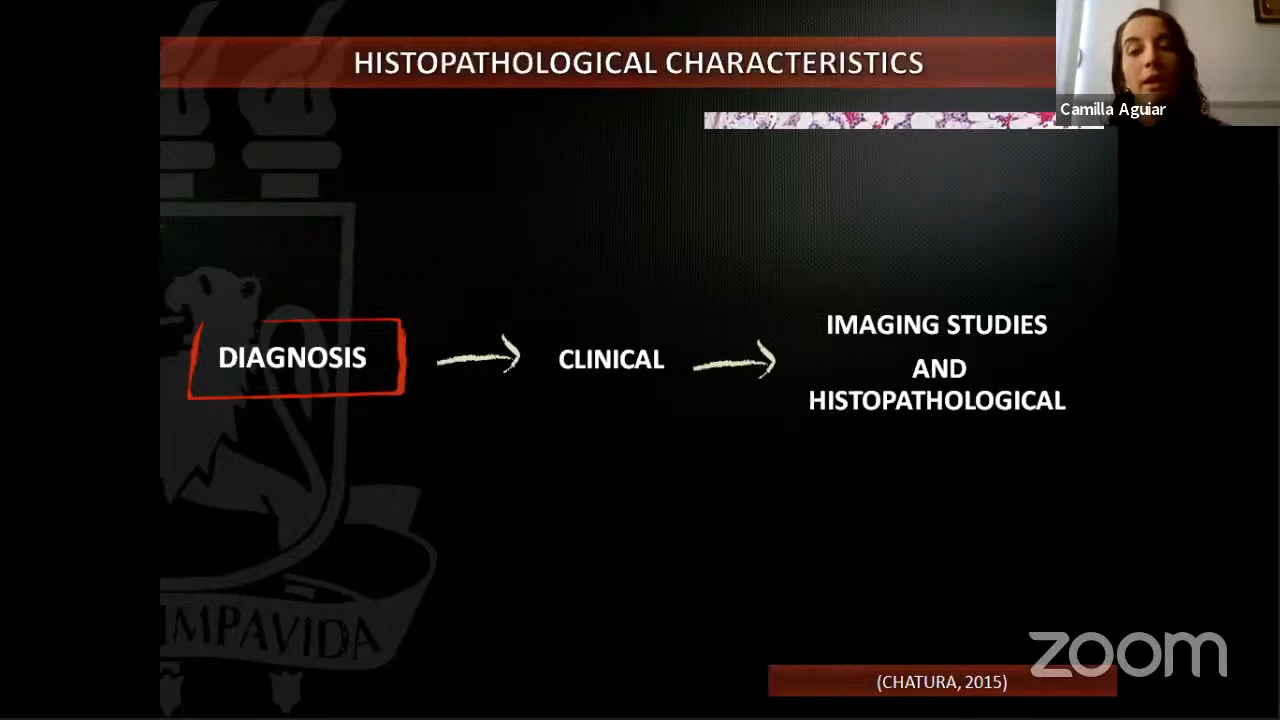 HISTOPATHOLOGICAL CHARACTERISTICS
Camilla Aguiar
DIAGNOSIS
CLINICAL
IMAGING STUDIES
AND
HISTOPATHOLOGICAL
IMPAVIDA
zoom
(CHATURA, 2015)